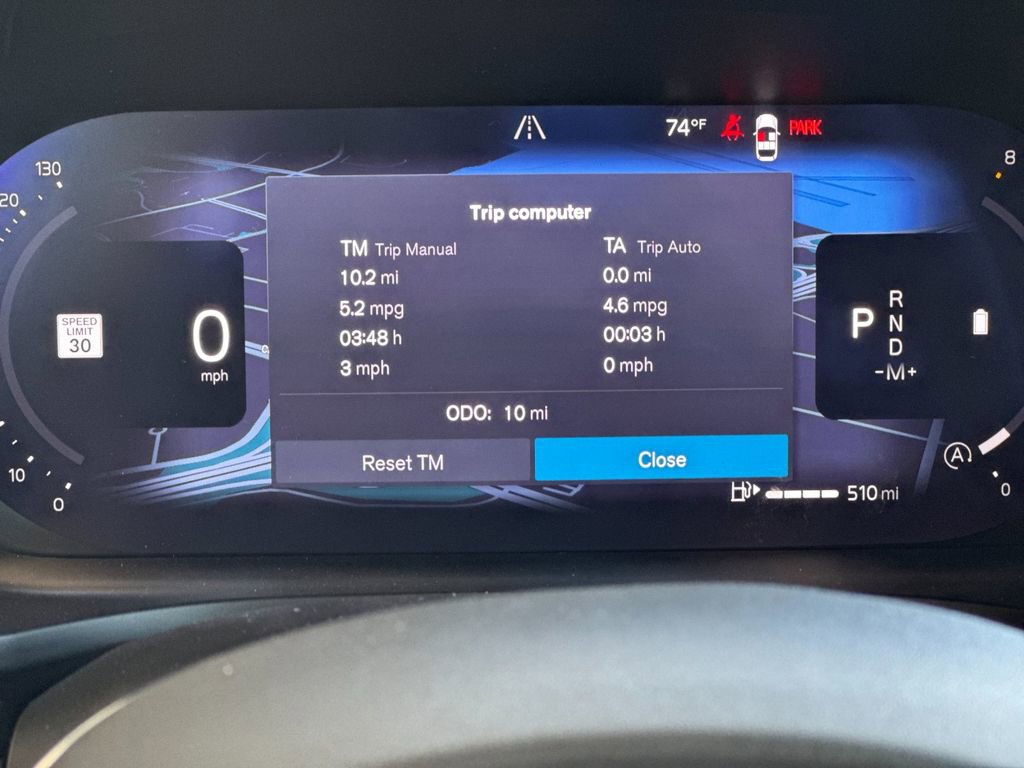 74°F PARK
130
20
8
Trip computer
TM Trip Manual
TA Trip Auto
10.2 mi
0.0 mi
5.2 mpg
4.6 mpg
03:48 h
00:03 h
3 mph
0 mph
SPEED
LIMIT
30
0
mph
P
R
N
D
-M+
ODO: 10 mi
Reset TM
Close
A
10
0
510 mi
0